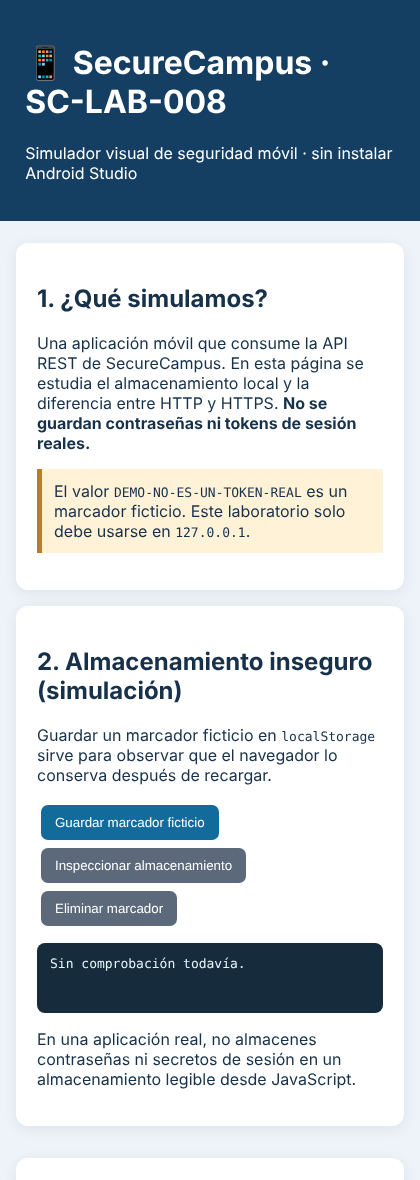 📱 SecureCampus ·
SC-LAB-008
Simulador visual de seguridad móvil · sin instalar
Android Studio
1. ¿Qué simulamos?
Una aplicación móvil que consume la API
REST de SecureCampus. En esta página se
estudia el almacenamiento local y la
diferencia entre HTTP y HTTPS. No se
guardan contraseñas ni tokens de sesión
reales.
El valor DEMO-NO-ES-UN-TOKEN-REAL es un
marcador ficticio. Este laboratorio solo
debe usarse en 127.0.0.1.
2. Almacenamiento inseguro
(simulación)
Guardar un marcador ficticio en localStorage
sirve para observar que el navegador lo
conserva después de recargar.
Guardar marcador ficticio
Inspeccionar almacenamiento
Eliminar marcador
Sin comprobación todavía.
En una aplicación real, no almacenes
contraseñas ni secretos de sesión en un
almacenamiento legible desde JavaScript.